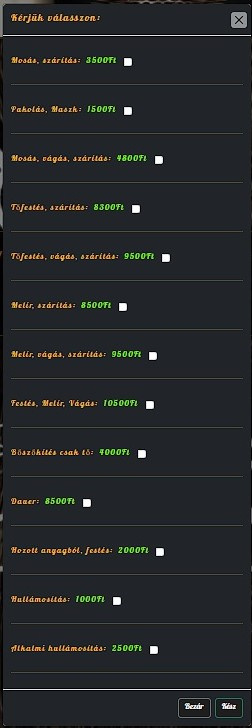 Kérjük válasszon:
Mosás, szárítás: 3500Ft
Pakolás, Maszk: 1500Ft
Mosás, vágás, szárítás: 4800Ft
Tőfestés, szárítás: 8300Ft
Tőfestés, vágás, szárítás: 9500Ft
Melír, szárítás: 8500Ft
Melír, vágás, szárítás: 9500Ft
Festés, Melír, Vágás: 10500Ft
Bőszőkítés csak tő: 4000Ft
Dauer: 8500Ft
Hozott anyagból, festés: 2000Ft
Hullámosítás: 1000Ft
Alkalmi hullámosítás: 2500Ft
Bezár
Kész